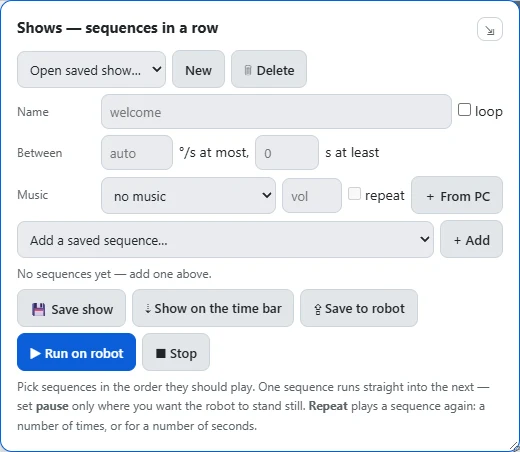 Shows — sequences in a row
Open saved show...
New
Delete
Name
welcome
loop
Between
auto
°/s at most,
0
s at least
Music
no music
vol
repeat
+ From PC
Add a saved sequence...
+ Add
No sequences yet — add one above.
Save show
⇣ Show on the time bar
⇪ Save to robot
▶ Run on robot
■ Stop
Pick sequences in the order they should play. One sequence runs straight into the next —
set pause only where you want the robot to stand still. Repeat plays a sequence again: a
number of times, or for a number of seconds.